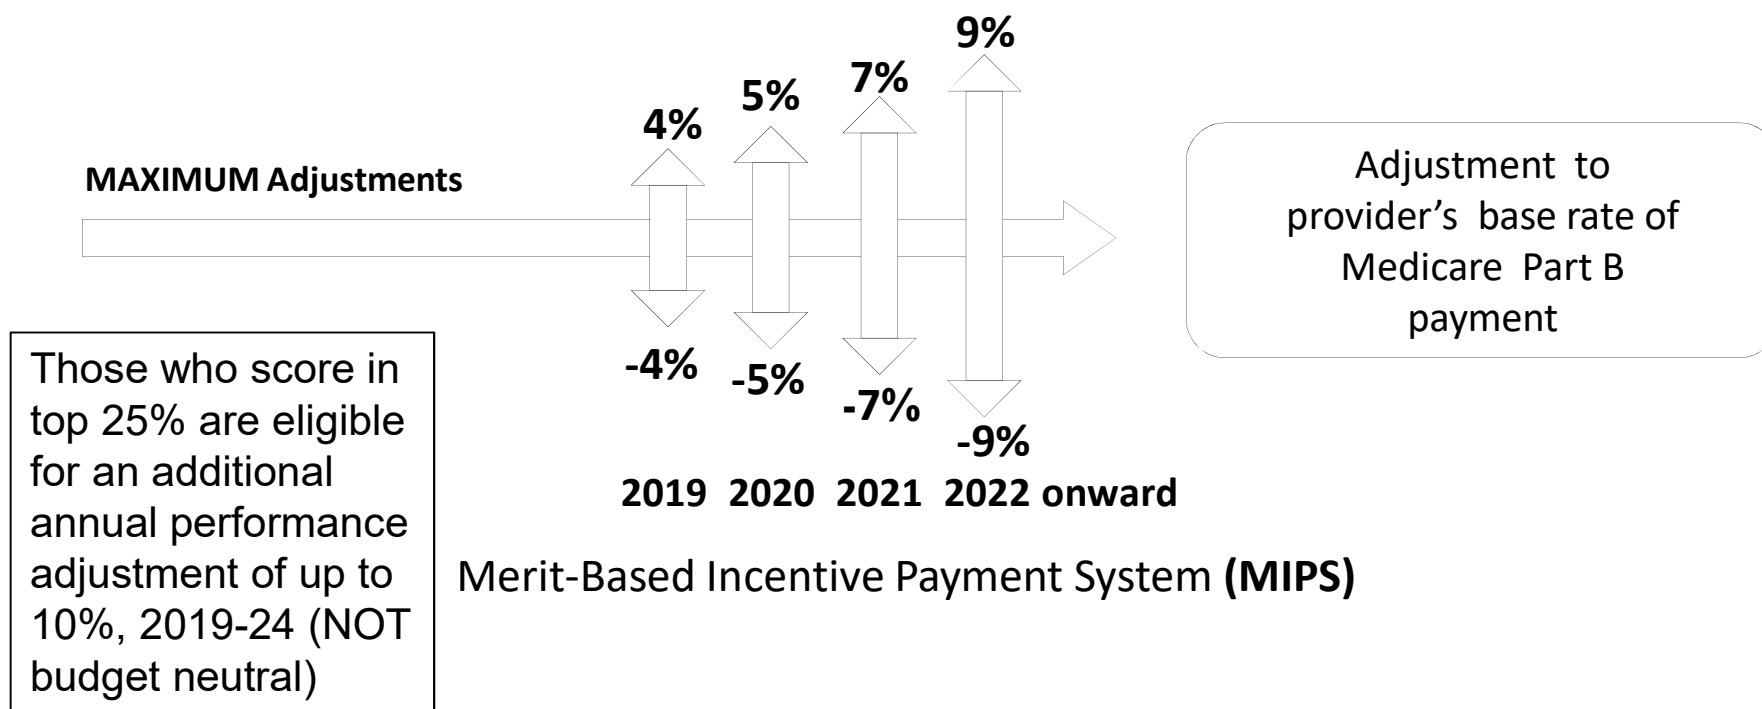 9%
7%
5%
4%
MAXIMUM Adjustments
Adjustment to
provider’s base rate of
Medicare Part B
payment
-4%
-5%
-7%
-9%
2019 2020 2021 2022 onward
Merit-Based Incentive Payment System (MIPS)
Those who score in
top 25% are eligible
for an additional
annual performance
adjustment of up to
10%, 2019-24 (NOT
budget neutral)